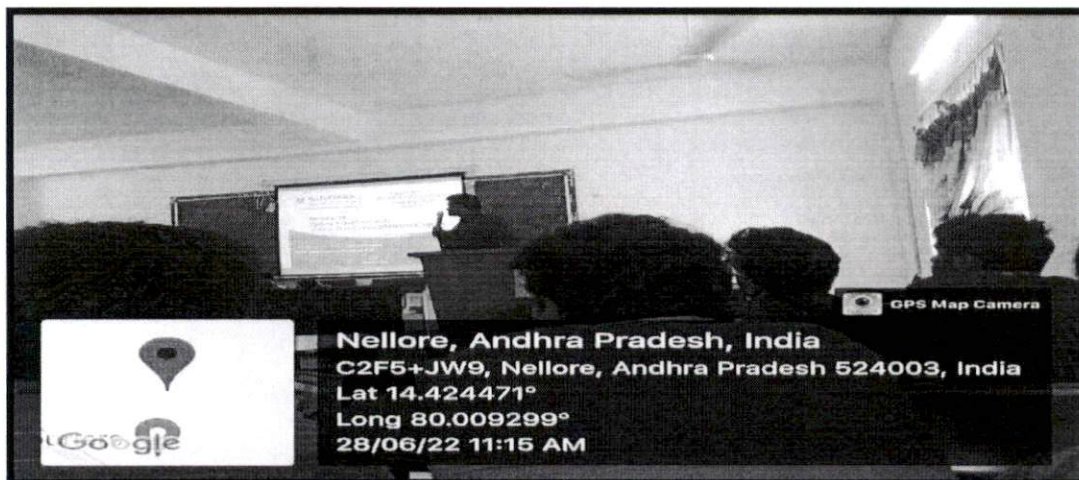 GPS Map Camera
Nellore, Andhra Pradesh, India
C2F5+JW9, Nellore, Andhra Pradesh 524003, India
Lat 14.424471°
Long 80.009299°
28/06/22 11:15 AM
Google